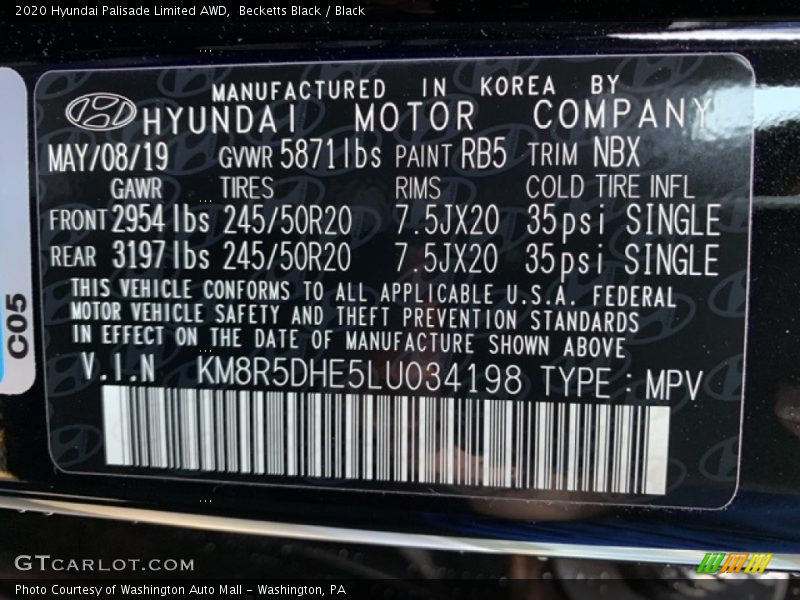 2020 Hyundai Palisade Limited AWD,  Becketts Black / Black
MANUFACTURED IN KOREA BY
HYUNDAI MOTOR COMPANY
MAY/08/19 GVWR 5871lbs PAINT RB5 TRIM NBX
GAWR TIRES RIMS COLD TIRE INFL
FRONT 2954 lbs 245/50R20 7.5JX20 35psi SINGLE
REAR 3197 lbs 245/50R20 7.5JX20 35psi SINGLE
THIS VEHICLE CONFORMS TO ALL APPLICABLE U.S.A. FEDERAL
MOTOR VEHICLE SAFETY AND THEFT PREVENTION STANDARDS
IN EFFECT ON THE DATE OF MANUFACTURE SHOWN ABOVE
V.I.N KM8R5DHE5LU034198 TYPE : MPV
C05
GTCARLOT.COM
Photo Courtesy of Washington Auto Mall - Washington, PA